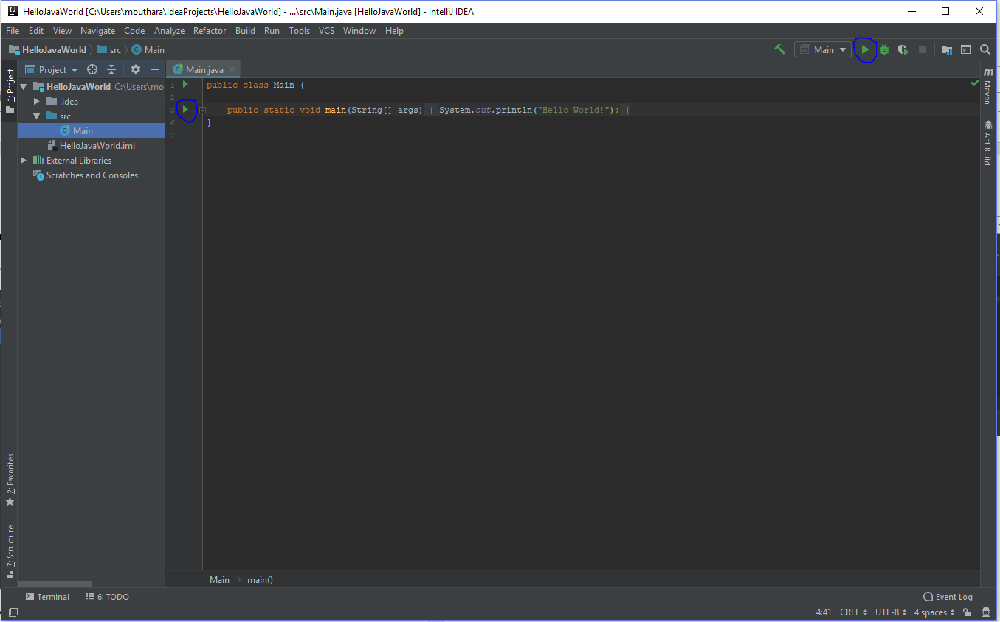 HelloJavaWorld [C:\Users\mouthara\IdeaProjects\HelloJavaWorld] - ...\src\Main.java [HelloJavaWorld] - IntelliJ IDEA
File Edit View Navigate Code Analyze Refactor Build Run Tools VCS Window Help
HelloJavaWorld src Main Main
1: Project
Project
Main.java
HelloJavaWorld C:\Users\mou
.idea
src
Main
HelloJavaWorld.iml
External Libraries
Scratches and Consoles
1 public class Main {
2
3 public static void main(String[] args) { System.out.println("Hello World!"); }
6 }
7
Maven
Ant Build
2: Favorites
7: Structure
Main main()
Terminal 6: TODO Event Log
4:41 CRLF UTF-8 4 spaces